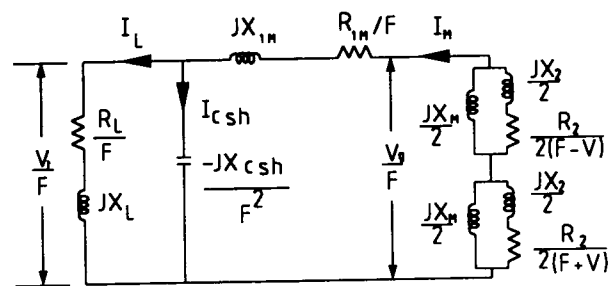 I_L
JX_1M
R_1M/F
I_M
I_csh
R_L/F
JX_L
V_t/F
-JX_csh/F^2
V_g/F
JX_M/2
JX_2/2
R_2/2(F-V)
JX_M/2
JX_2/2
R_2/2(F+V)